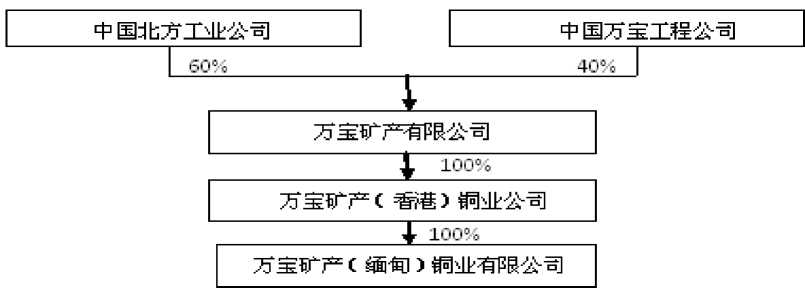 中国北方工业公司
中国万宝工程公司
60%
40%
万宝矿产有限公司
100%
万宝矿产（香港）铜业公司
100%
万宝矿产（缅甸）铜业有限公司